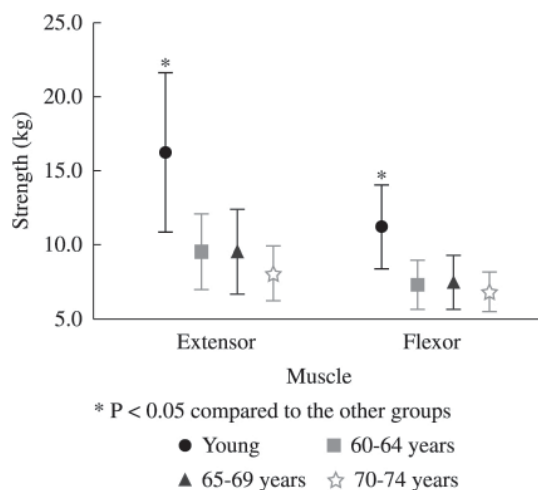 25.0
20.0
15.0
10.0
5.0
Strength (kg)
*
*
Extensor
Flexor
Muscle
* P < 0.05 compared to the other groups
Young
60-64 years
65-69 years
70-74 years